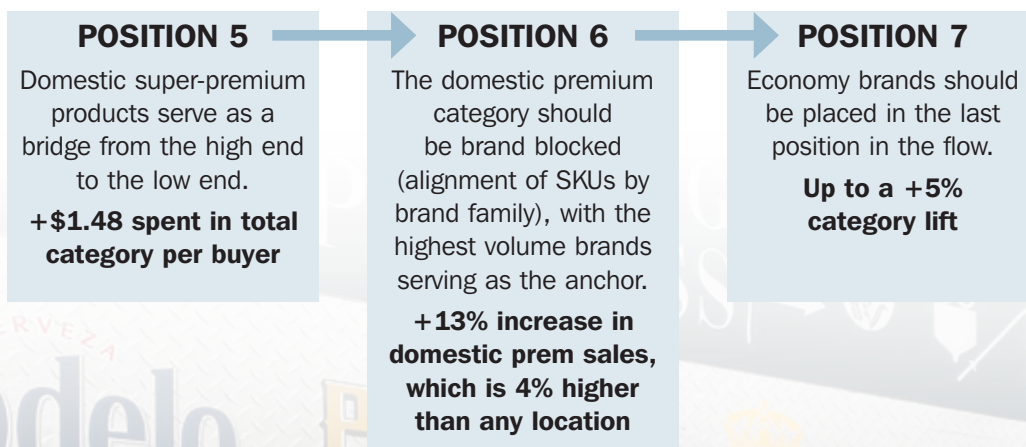 POSITION 5
Domestic super-premium
products serve as a
bridge from the high end
to the low end.
+$1.48 spent in total
category per buyer
POSITION 6
The domestic premium
category should
be brand blocked
(alignment of SKUs by
brand family), with the
highest volume brands
serving as the anchor.
+13% increase in
domestic prem sales,
which is 4% higher
than any location
POSITION 7
Economy brands should
be placed in the last
position in the flow.
Up to a +5%
category lift
ERVEZA
odelo